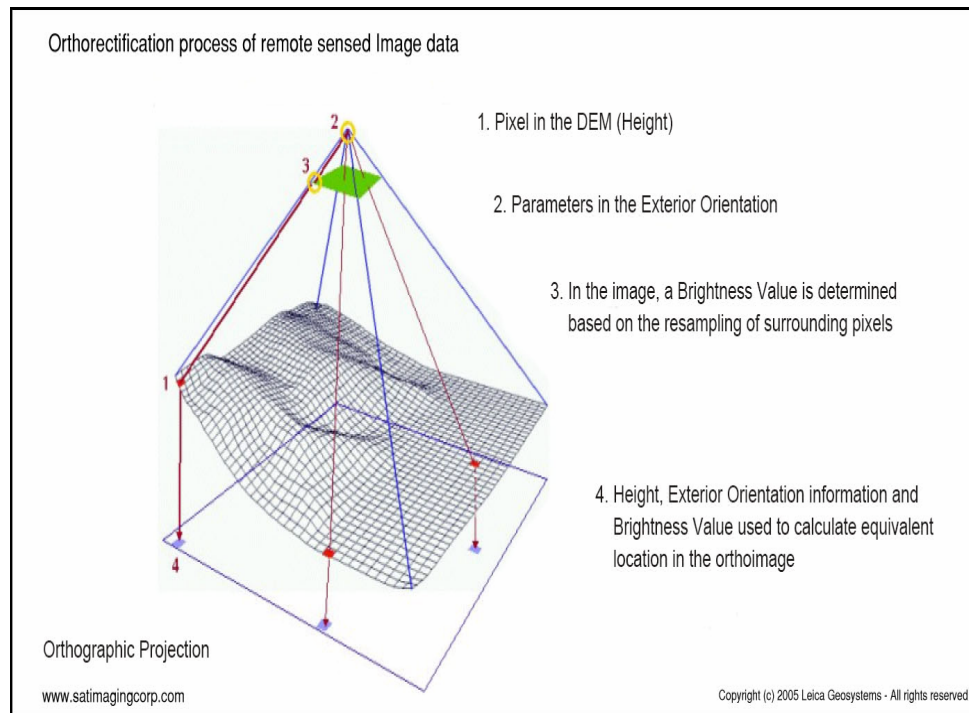 Orthorectification process of remote sensed Image data
2
1. Pixel in the DEM (Height)
3
2. Parameters in the Exterior Orientation
3. In the image, a Brightness Value is determined
based on the resampling of surrounding pixels
1
4. Height, Exterior Orientation information and
Brightness Value used to calculate equivalent
location in the orthoimage
4
Orthographic Projection
www.satimagingcorp.com
Copyright (c) 2005 Leica Geosystems - All rights reserved